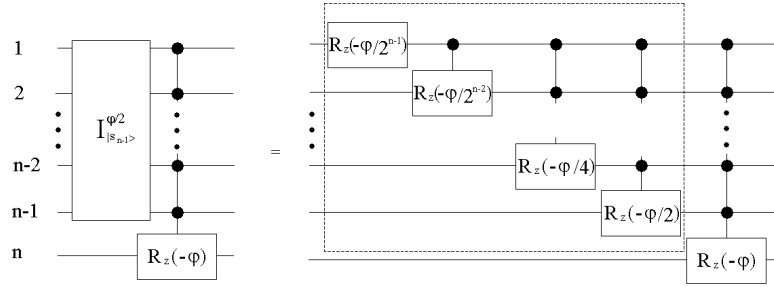 1
2
n-2
n-1
n
I^{φ/2}_{|s_{n-1}>}
R_z(-φ)
=
R_z(-φ/2^{n-1})
R_z(-φ/2^{n-2})
R_z(-φ/4)
R_z(-φ/2)
R_z(-φ)